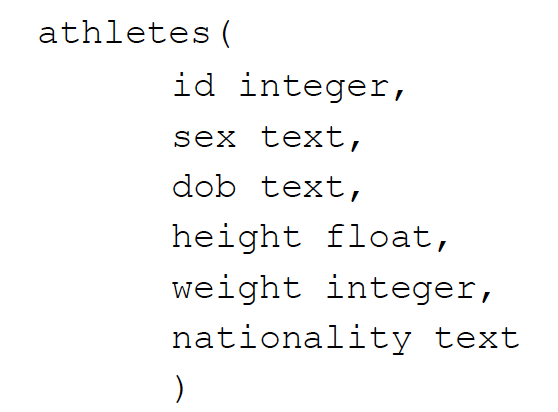 athletes(
id integer,
sex text,
dob text,
height float,
weight integer,
nationality text
)